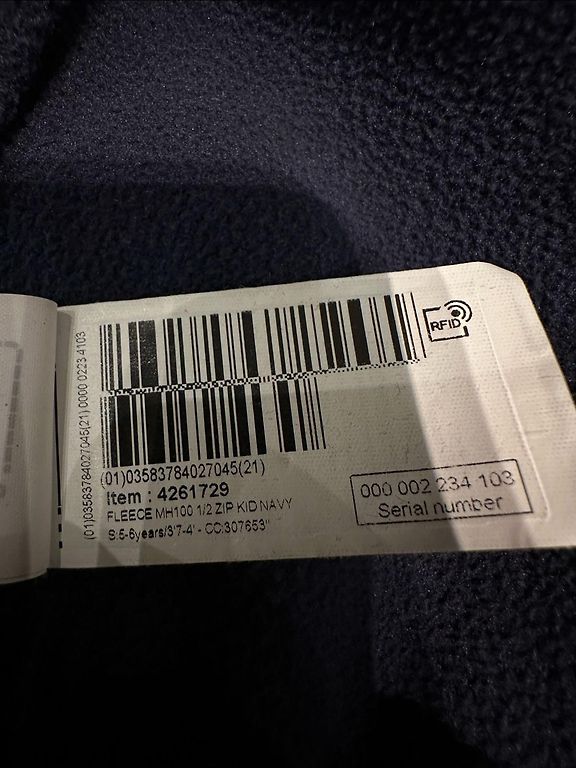 (01)03583784027045(21) 0000 0223 4103
RFID
(01)03583784027045(21)
Item : 4261729
FLEECE MH100 1/2 ZIP KID NAVY
S:5-6years/3'7-4' - CC:307653"
000 002 234 103
Serial number